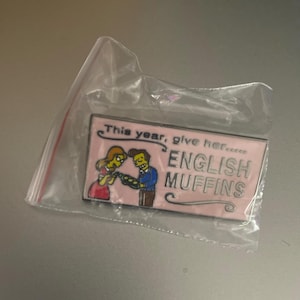 This year, give her.....
ENGLISH
MUFFINS